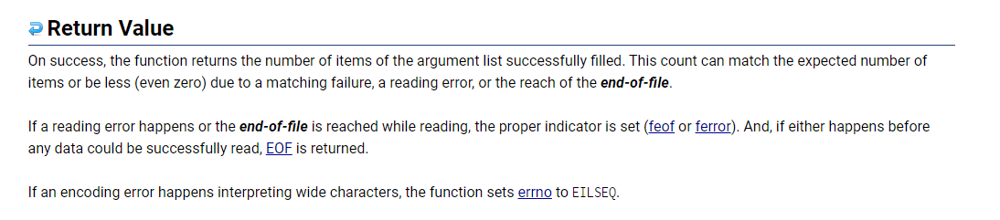 Return Value
On success, the function returns the number of items of the argument list successfully filled. This count can match the expected number of
items or be less (even zero) due to a matching failure, a reading error, or the reach of the end-of-file.
If a reading error happens or the end-of-file is reached while reading, the proper indicator is set (feof or ferror). And, if either happens before
any data could be successfully read, EOF is returned.
If an encoding error happens interpreting wide characters, the function sets errno to EILSEQ.